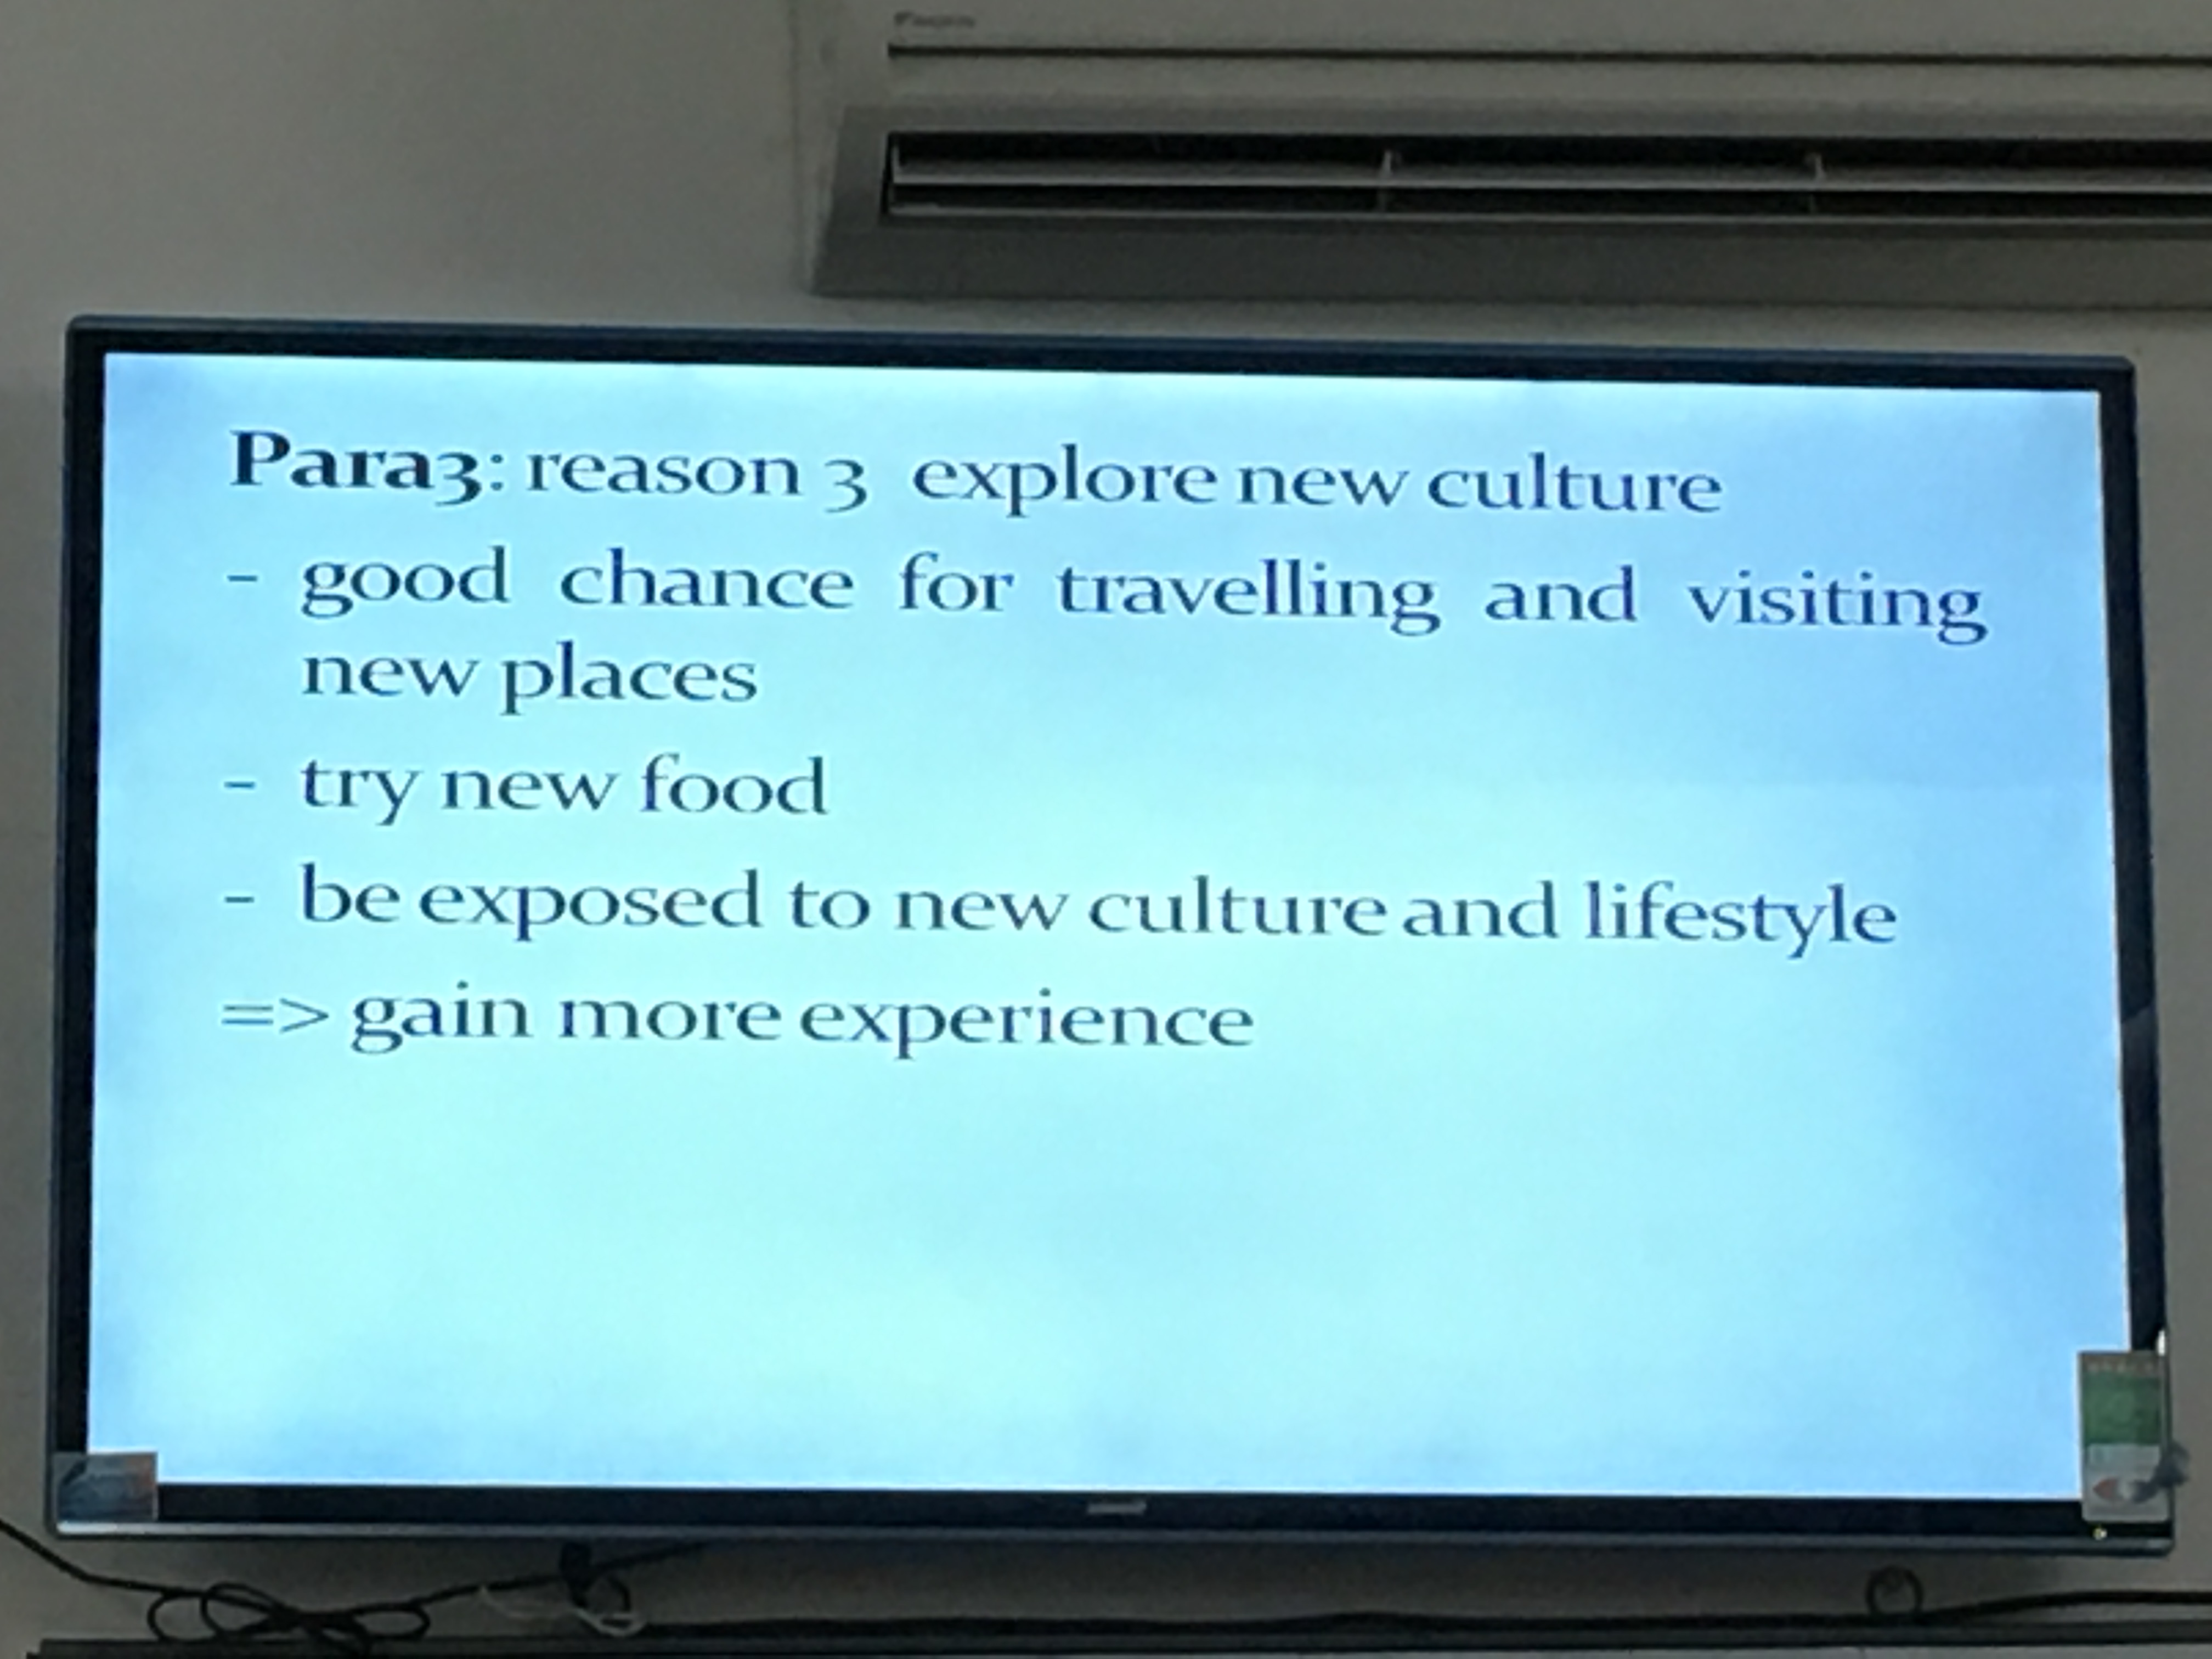 Para3: reason 3 explore new culture
- good chance for travelling and visiting
new places
- try new food
- be exposed to new culture and lifestyle
=> gain more experience